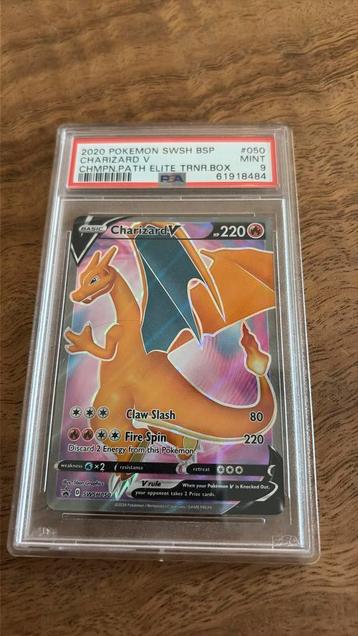 2020 POKEMON SWSH BSP #050
CHARIZARD V MINT
CHMPN.PATH ELITE TRNR.BOX 9
PSA 61918484
BASIC Charizard V HP 220
Claw Slash 80
Fire Spin 220
Discard 2 Energy from this Pokémon.
weakness ×2 resistance retreat
V rule When your Pokémon V is Knocked Out,
your opponent takes 2 Prize cards.
D SWSH050